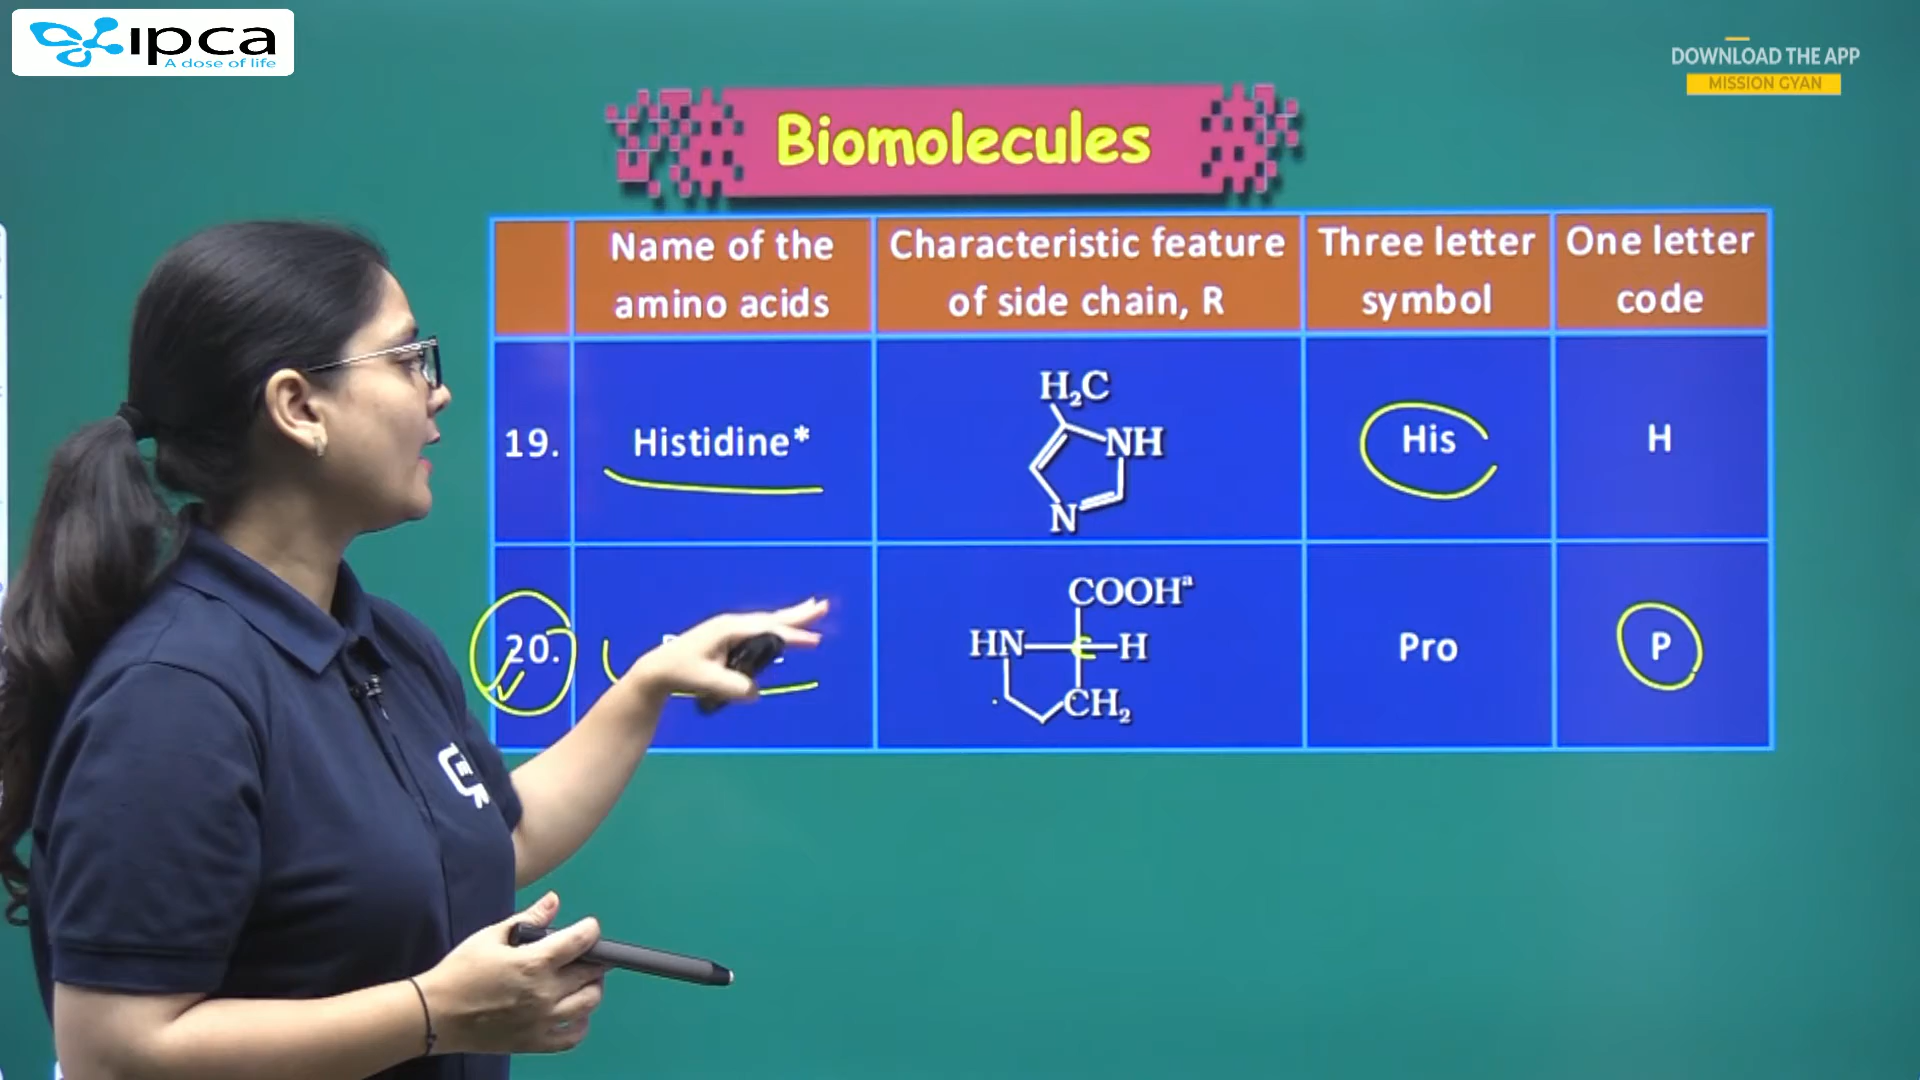 ipca
A dose of life
DOWNLOAD THE APP
MISSION GYAN
Biomolecules
Name of the amino acids
Characteristic feature of side chain, R
Three letter symbol
One letter code
19.
Histidine*
H₂C
NH
N
His
H
20.
COOHᵃ
HN
C
H
CH₂
Pro
P